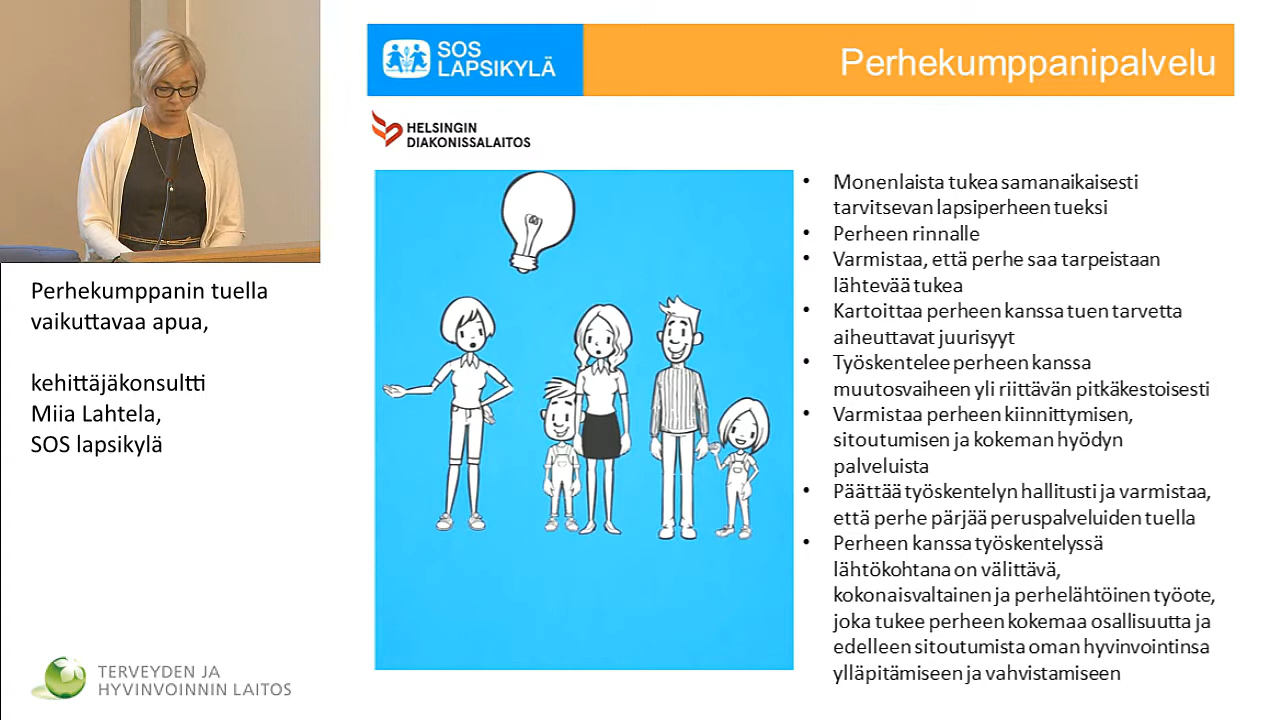 SOS
LAPSIKYLÄ
Perhekumppanipalvelu
HELSINGIN
DIAKONISSALAITOS
• Monenlaista tukea samanaikaisesti
tarvitsevan lapsiperheen tueksi
• Perheen rinnalle
• Varmistaa, että perhe saa tarpeistaan
lähtevää tukea
• Kartoittaa perheen kanssa tuen tarvetta
aiheuttavat juurisyyt
• Työskentelee perheen kanssa
muutosvaiheen yli riittävän pitkäkestoisesti
• Varmistaa perheen kiinnittymisen,
sitoutumisen ja kokeman hyödyn
palveluista
• Päättää työskentelyn hallitusti ja varmistaa,
että perhe pärjää peruspalveluiden tuella
• Perheen kanssa työskentelyssä
lähtökohtana on välittävä,
kokonaisvaltainen ja perhelähtöinen työote,
joka tukee perheen kokemaa osallisuutta ja
edelleen sitoutumista oman hyvinvointinsa
ylläpitämiseen ja vahvistamiseen
Perhekumppanin tuella
vaikuttavaa apua,
kehittäjäkonsultti
Miia Lahtela,
SOS lapsikylä
TERVEYDEN JA
HYVINVOINNIN LAITOS